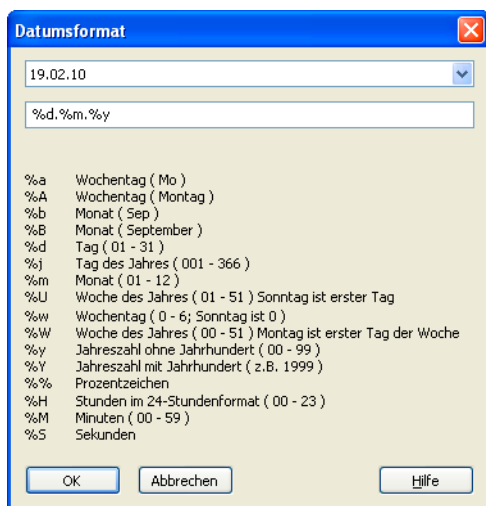 Datumsformat
19.02.10
%d.%m.%y
%a Wochentag ( Mo )
%A Wochentag ( Montag )
%b Monat ( Sep )
%B Monat ( September )
%d Tag ( 01 - 31 )
%j Tag des Jahres ( 001 - 366 )
%m Monat ( 01 - 12 )
%U Woche des Jahres ( 01 - 51 ) Sonntag ist erster Tag
%w Wochentag ( 0 - 6; Sonntag ist 0 )
%W Woche des Jahres ( 00 - 51 ) Montag ist erster Tag der Woche
%y Jahreszahl ohne Jahrhundert ( 00 - 99 )
%Y Jahreszahl mit Jahrhundert ( z.B. 1999 )
%% Prozentzeichen
%H Stunden im 24-Stundenformat ( 00 - 23 )
%M Minuten ( 00 - 59 )
%S Sekunden
OK Abbrechen Hilfe